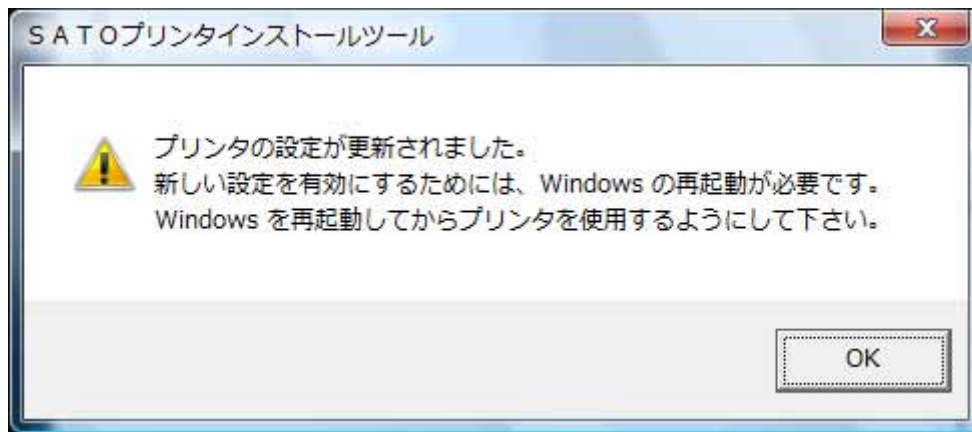 ＳＡＴＯプリンタインストールツール
プリンタの設定が更新されました。
新しい設定を有効にするためには、Windows の再起動が必要です。
Windows を再起動してからプリンタを使用するようにして下さい。
OK